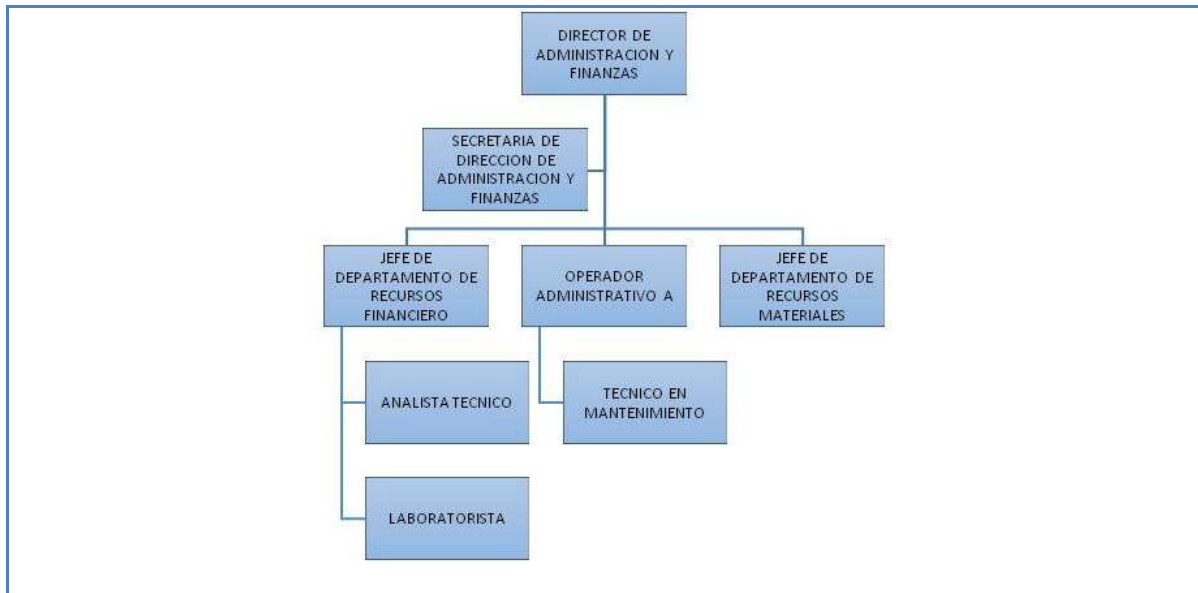 DIRECTOR DE
ADMINISTRACION Y
FINANZAS
SECRETARIA DE
DIRECCION DE
ADMINISTRACION Y
FINANZAS
JEFE DE
DEPARTAMENTO DE
RECURSOS
FINANCIERO
OPERADOR
ADMINISTRATIVO A
JEFE DE
DEPARTAMENTO DE
RECURSOS
MATERIALES
ANALISTA TECNICO
TECNICO EN
MANTENIMIENTO
LABORATORISTA